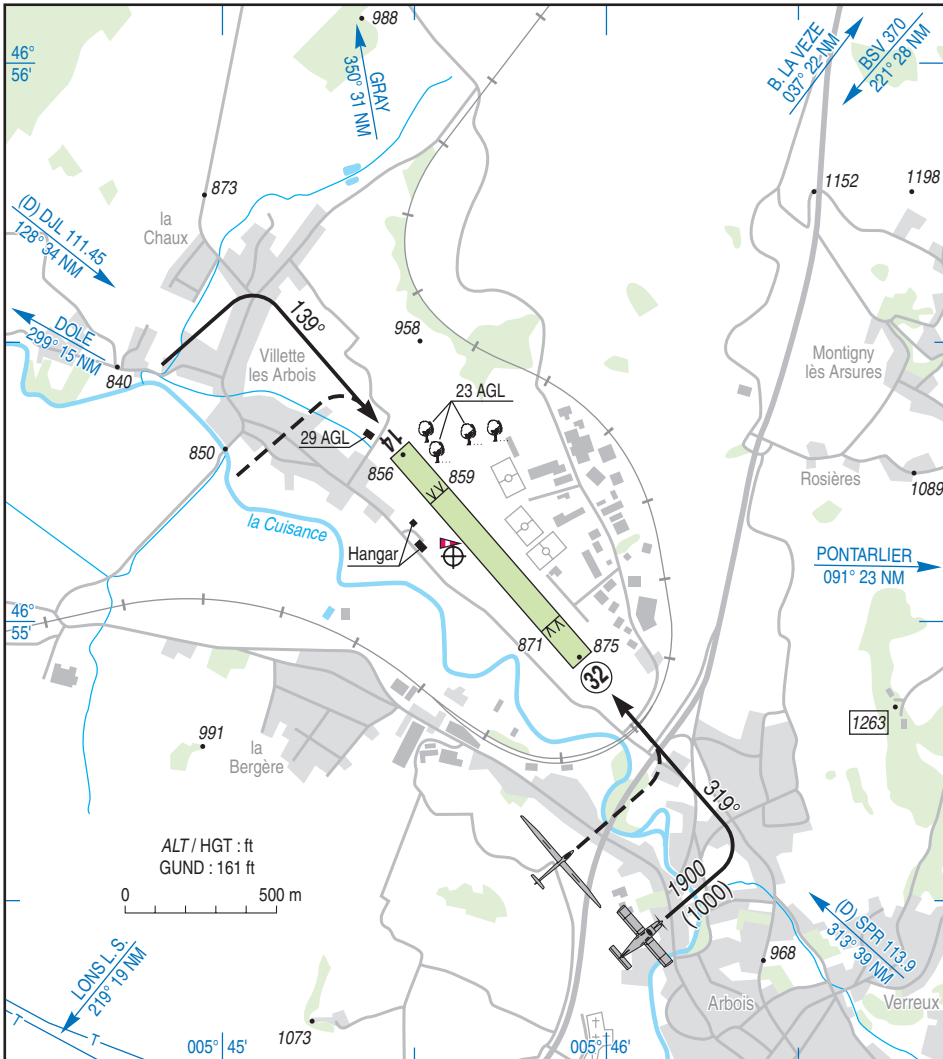 988
46°
56'
GRAY
350° 31 NM
B. LA VEZE
037° 22 NM
BSV 370
221° 28 NM
873
1152
1198
la
Chaux
(D) DJL 111.45
128° 34 NM
DOLE
299° 15 NM
139°
958
Villette
les Arbois
Montigny
lès Arsures
840
23 AGL
29 AGL
14
850
856
859
Rosières
1089
la Cuisance
Hangar
PONTARLIER
091° 23 NM
46°
55'
871
875
32
1263
991
la
Bergère
319°
ALT / HGT : ft
GUND : 161 ft
0
500 m
1900
(1000)
(D) SPR 113.9
313° 39 NM
LONS L.S.
219° 19 NM
968
Arbois
Verreux
1073
T
T
005° 45'
005° 46'